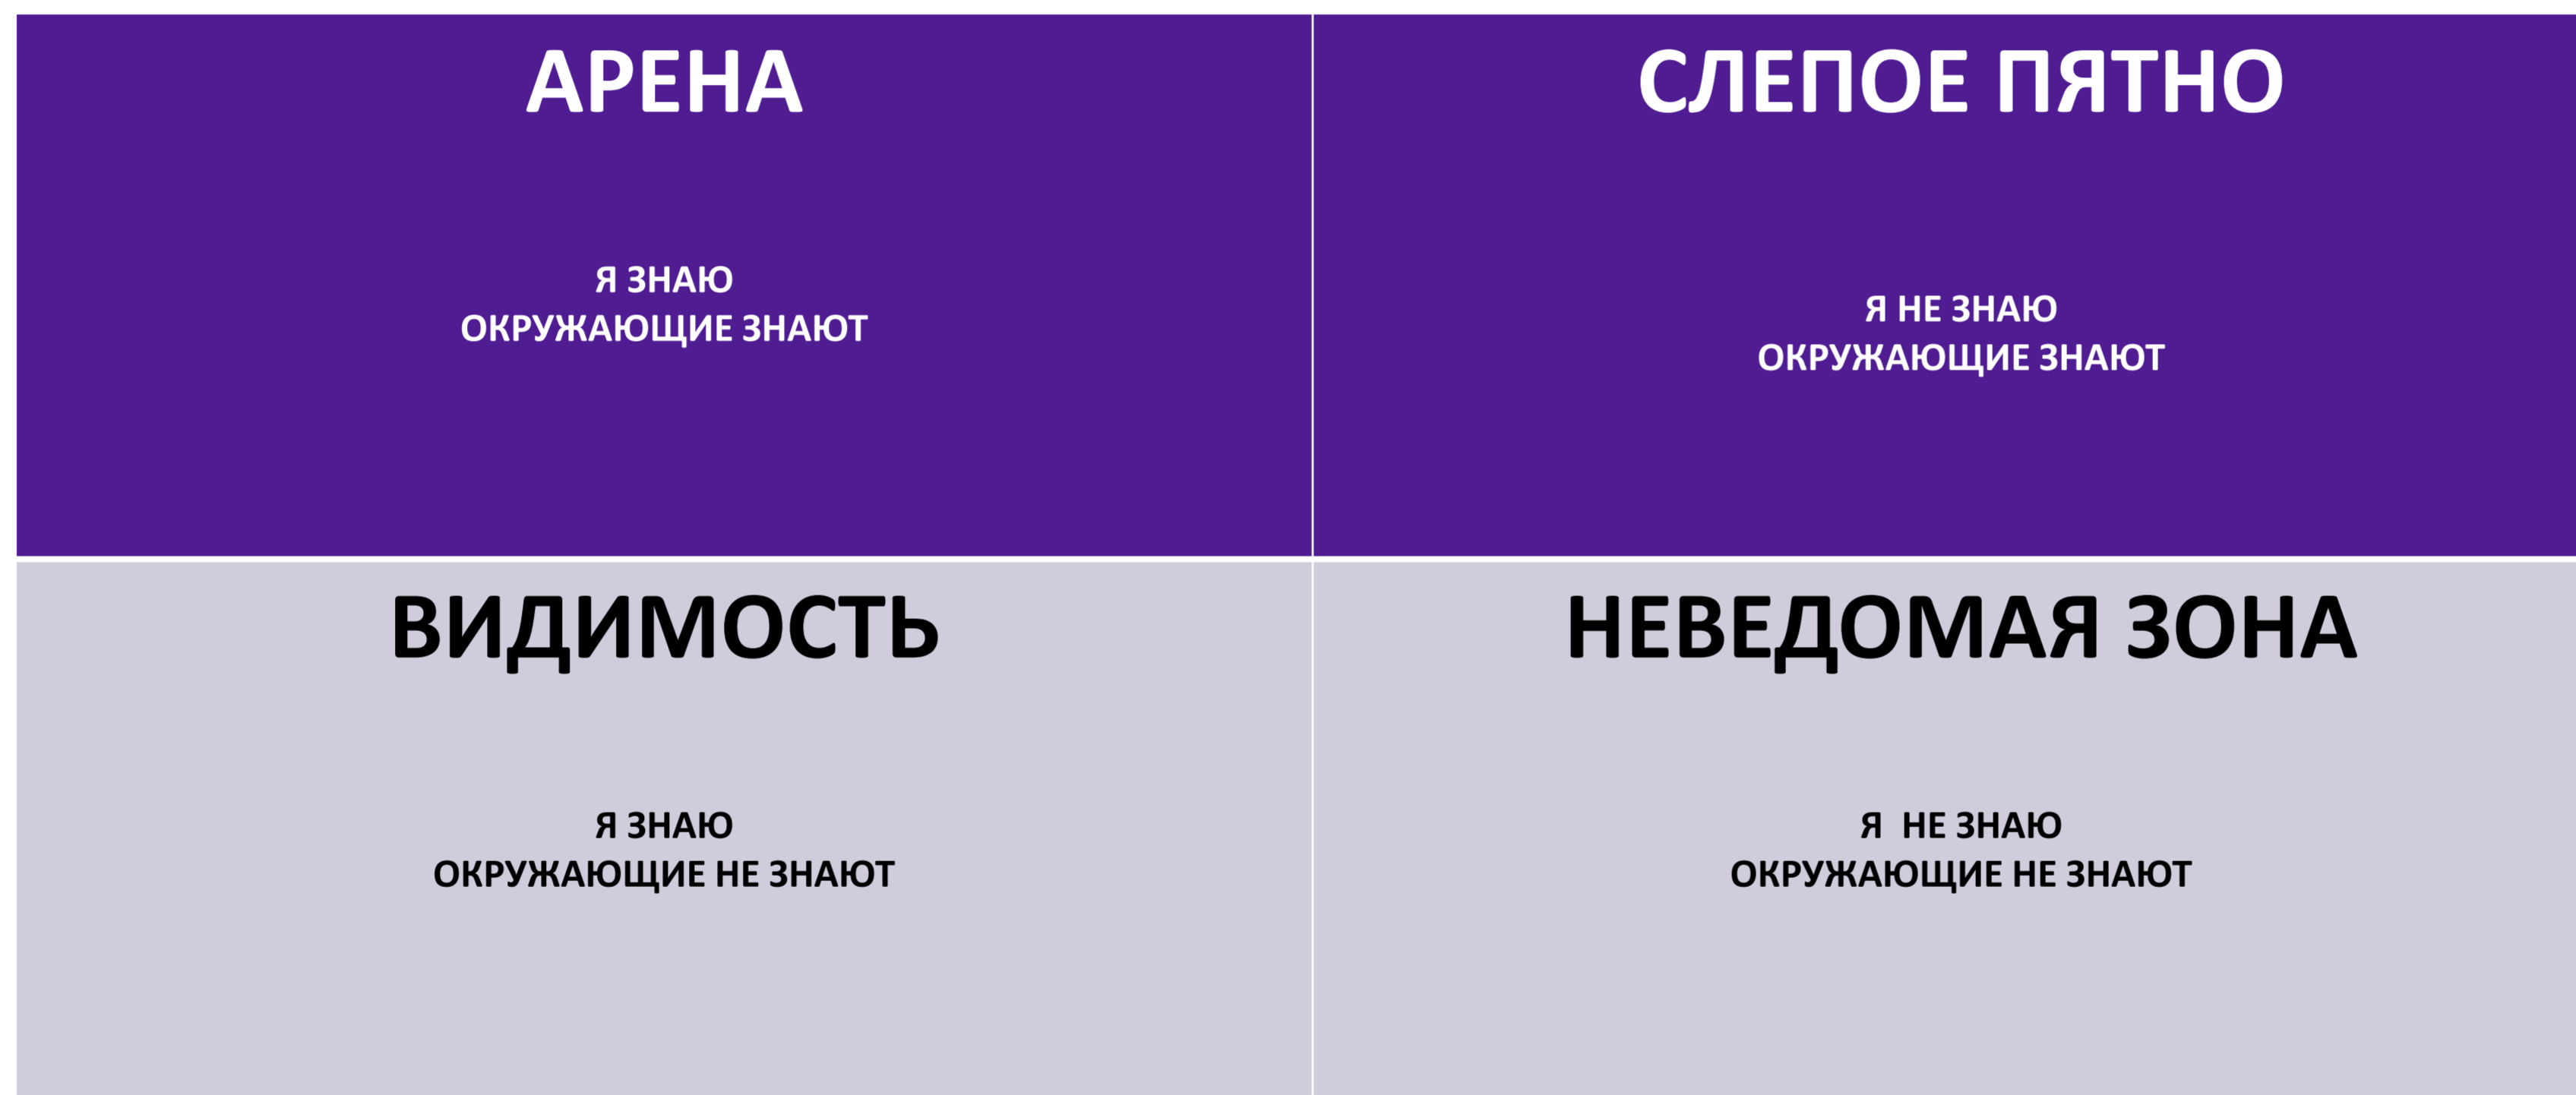 АРЕНА
Я ЗНАЮ
ОКРУЖАЮЩИЕ ЗНАЮТ
СЛЕПОЕ ПЯТНО
Я НЕ ЗНАЮ
ОКРУЖАЮЩИЕ ЗНАЮТ
ВИДИМОСТЬ
Я ЗНАЮ
ОКРУЖАЮЩИЕ НЕ ЗНАЮТ
НЕВЕДОМАЯ ЗОНА
Я  НЕ ЗНАЮ
ОКРУЖАЮЩИЕ НЕ ЗНАЮТ